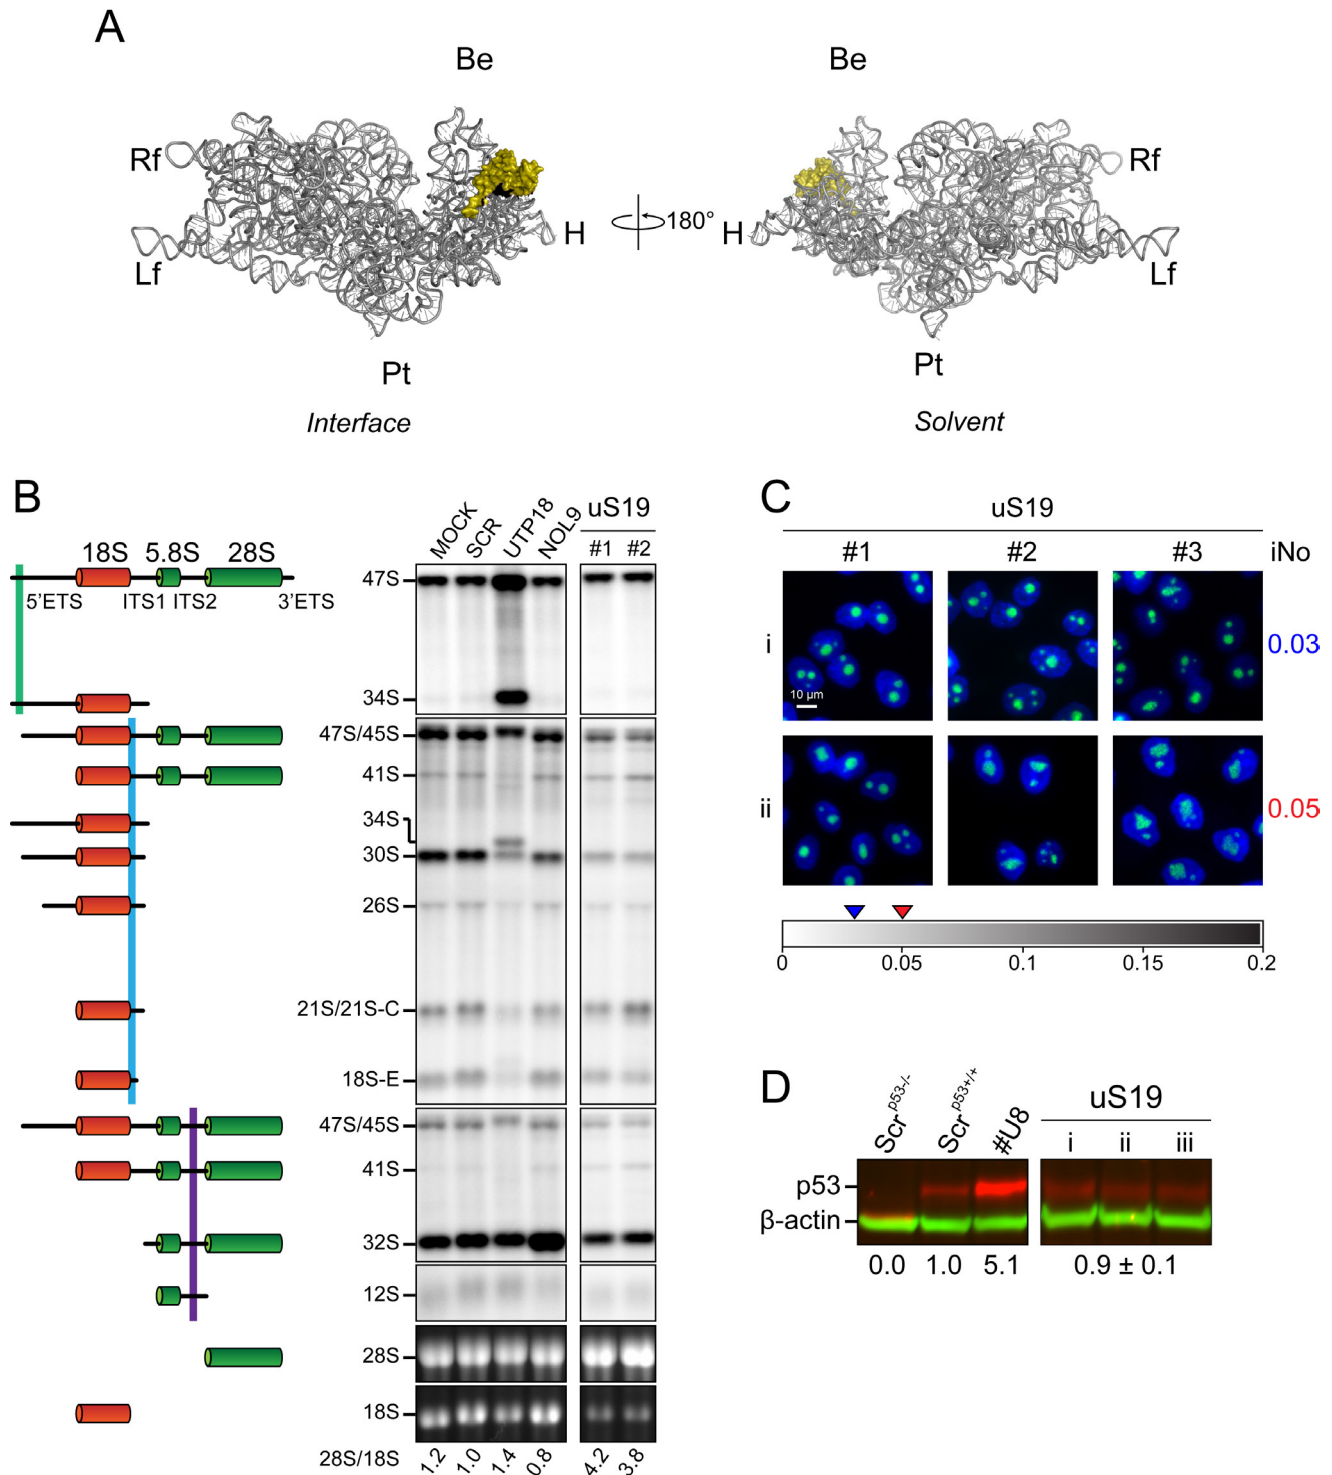 A
Be
Be
Rf
Rf
H
180°
H
Lf
Lf
Pt
Pt
Interface
Solvent
B
18S 5.8S 28S
5'ETS ITS1 ITS2 3'ETS
MOCK SCR UTP18 NOL9 uS19
#1 #2
47S
34S
47S/45S
41S
34S
30S
26S
21S/21S-C
18S-E
47S/45S
41S
32S
12S
28S
18S
28S/18S 1.2 1.0 1.4 0.8 4.2 3.8
C
uS19
#1 #2 #3 iNo
i 0.03
10 µm
ii 0.05
0 0.05 0.1 0.15 0.2
D
Scr p53-/- Scr p53+/+ #U8 uS19
i ii iii
p53
β-actin
0.0 1.0 5.1 0.9 ± 0.1